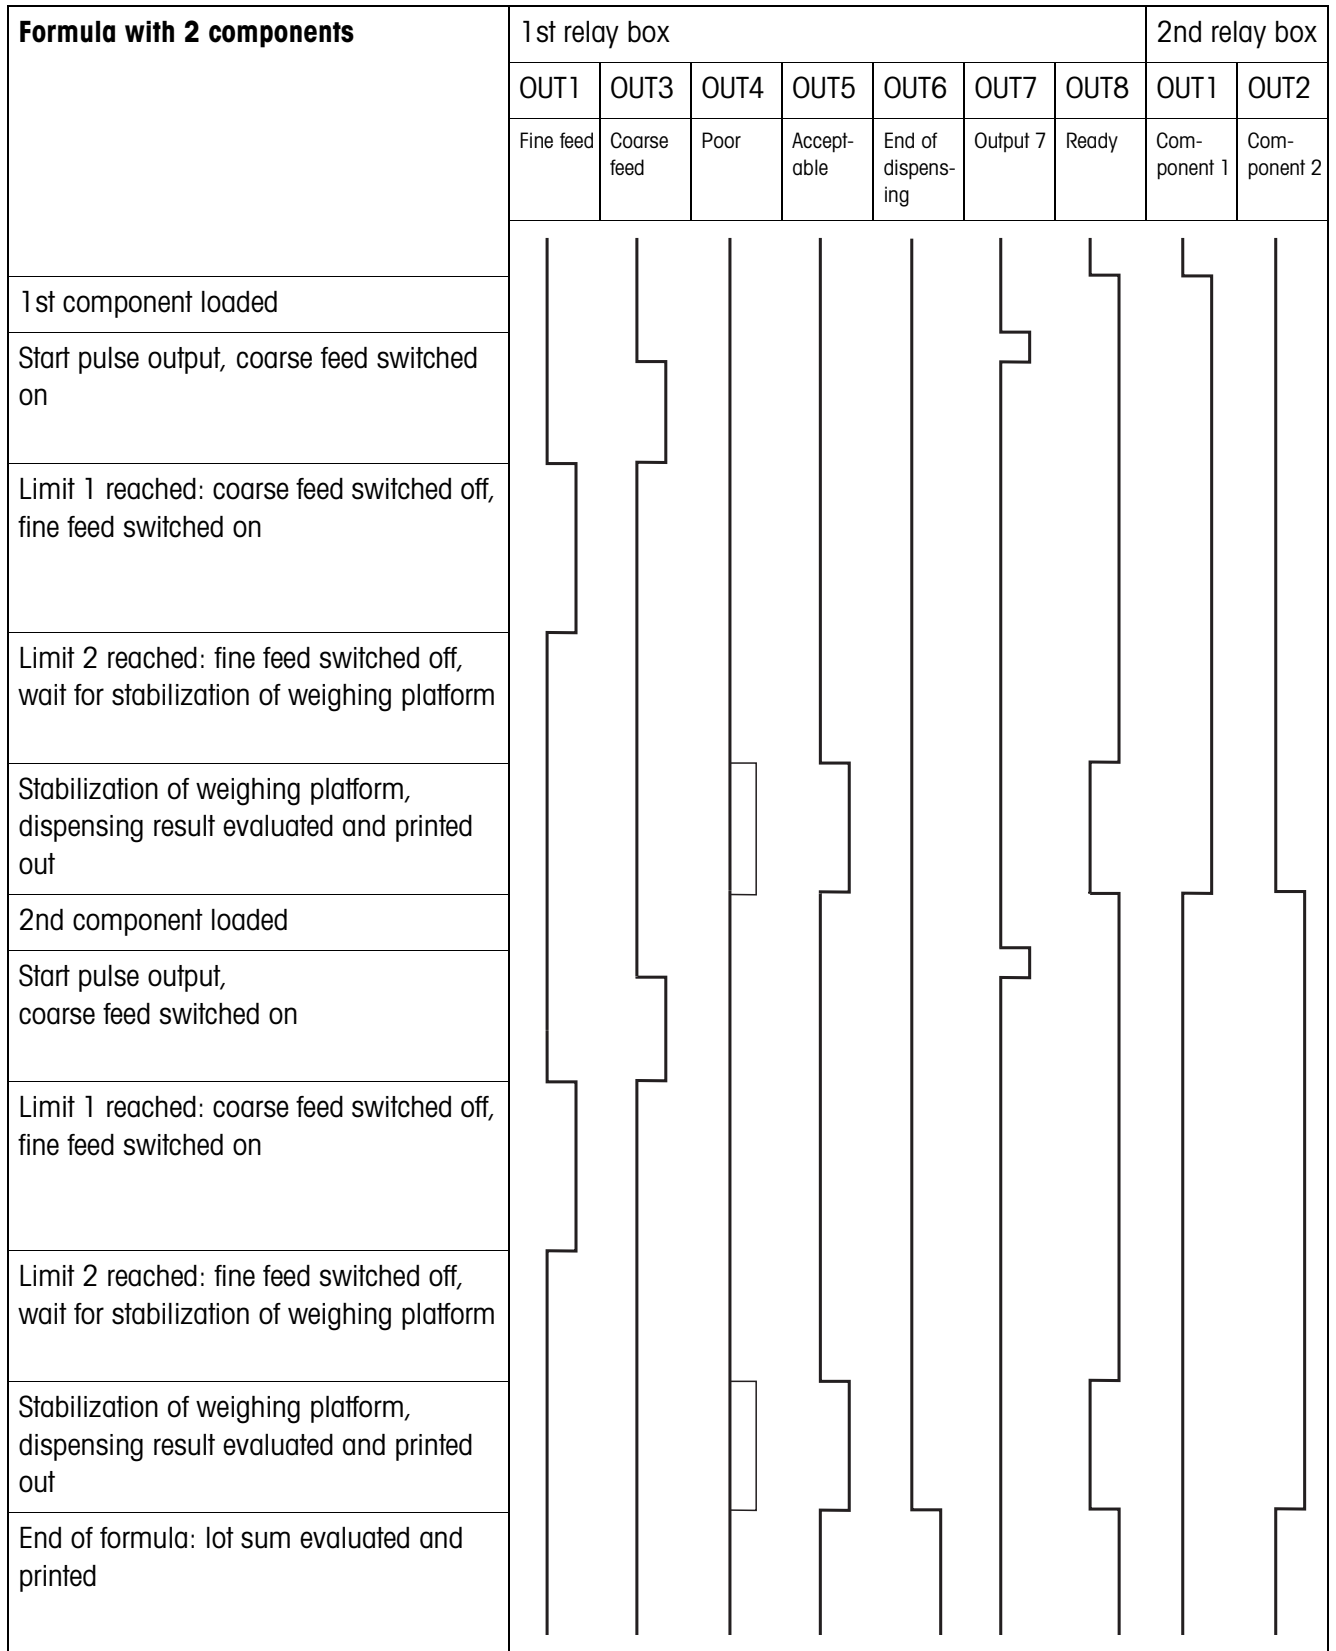 Formula with 2 components
1st relay box
2nd relay box
OUT1
OUT3
OUT4
OUT5
OUT6
OUT7
OUT8
OUT1
OUT2
Fine feed
Coarse
feed
Poor
Accept-
able
End of
dispens-
ing
Output 7
Ready
Com-
ponent 1
Com-
ponent 2
1st component loaded
Start pulse output, coarse feed switched
on
Limit 1 reached: coarse feed switched off,
fine feed switched on
Limit 2 reached: fine feed switched off,
wait for stabilization of weighing platform
Stabilization of weighing platform,
dispensing result evaluated and printed
out
2nd component loaded
Start pulse output,
coarse feed switched on
Limit 1 reached: coarse feed switched off,
fine feed switched on
Limit 2 reached: fine feed switched off,
wait for stabilization of weighing platform
Stabilization of weighing platform,
dispensing result evaluated and printed
out
End of formula: lot sum evaluated and
printed